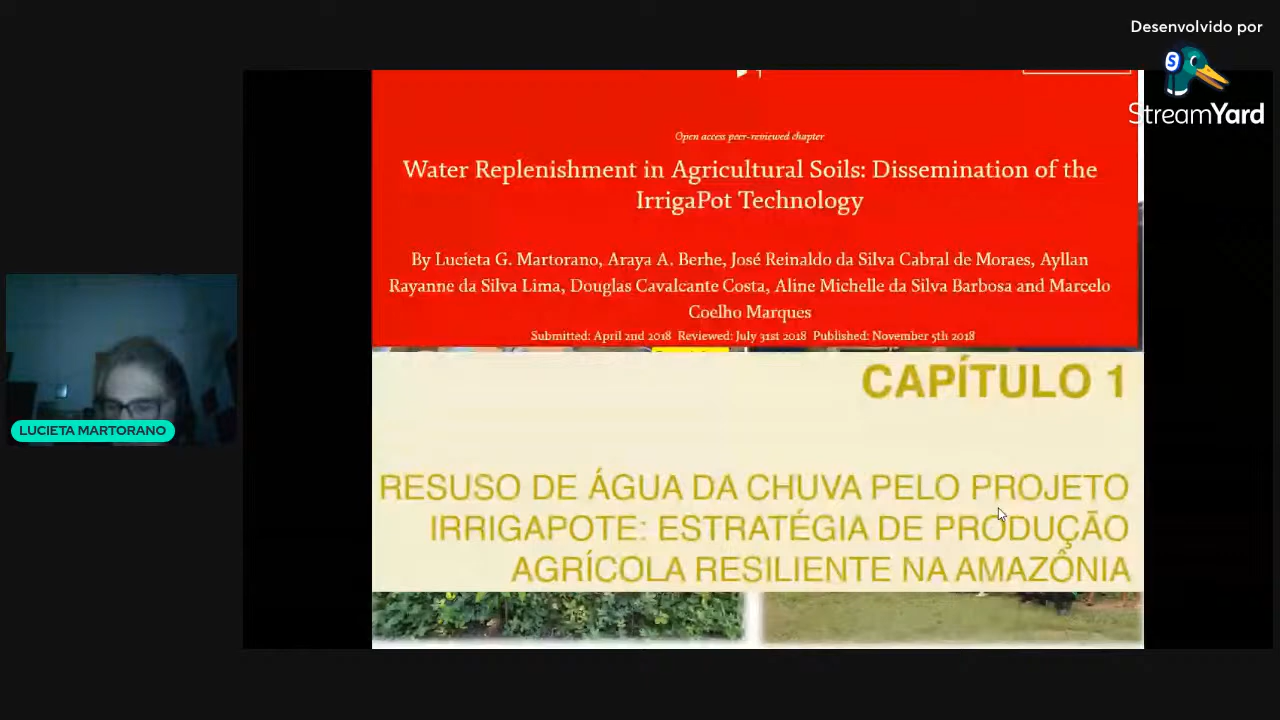 Desenvolvido por
StreamYard
Open access peer-reviewed chapter
Water Replenishment in Agricultural Soils: Dissemination of the
IrrigaPot Technology
By Lucieta G. Martorano, Araya A. Berhe, José Reinaldo da Silva Cabral de Moraes, Ayllan
Rayanne da Silva Lima, Douglas Cavalcante Costa, Aline Michelle da Silva Barbosa and Marcelo
Coelho Marques
Submitted: April 2nd 2018 Reviewed: July 31st 2018 Published: November 5th 2018
CAPÍTULO 1
RESUSO DE ÁGUA DA CHUVA PELO PROJETO
IRRIGAPOTE: ESTRATÉGIA DE PRODUÇÃO
AGRÍCOLA RESILIENTE NA AMAZÔNIA
LUCIETA MARTORANO